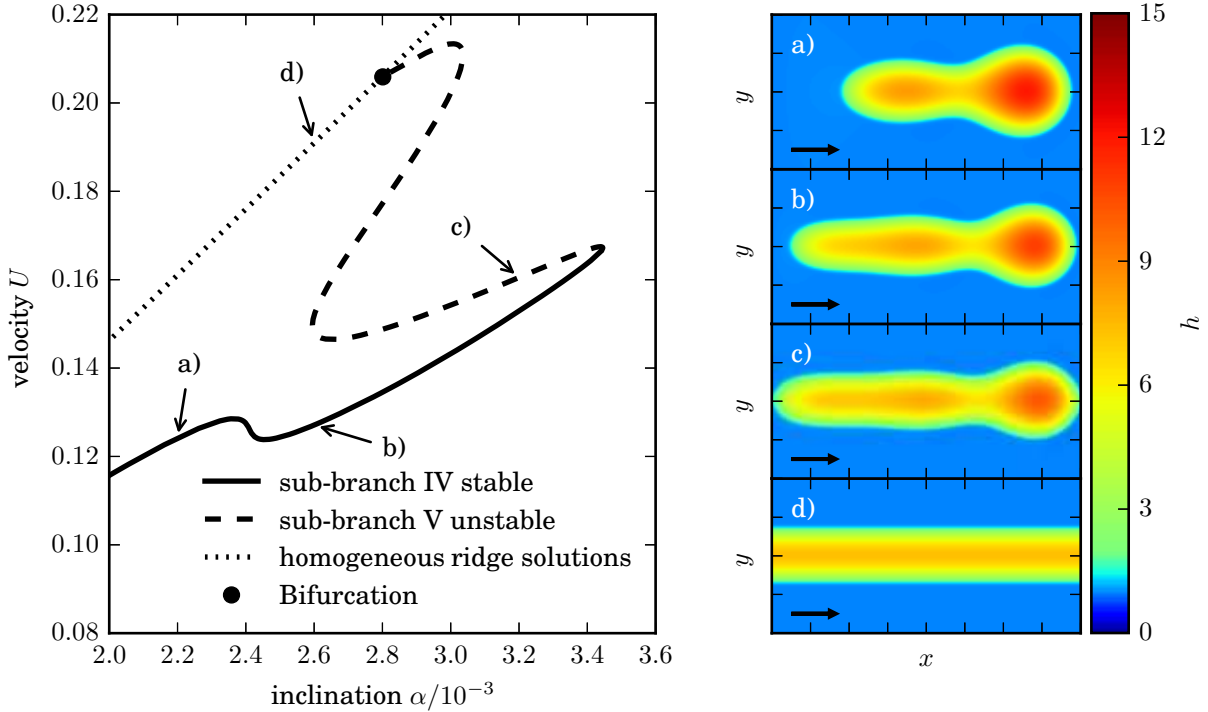 0.22
0.20
0.18
0.16
0.14
0.12
0.10
0.08
velocity U
2.0 2.2 2.4 2.6 2.8 3.0 3.2 3.4 3.6
inclination α/10⁻³
d)
c)
a)
b)
sub-branch IV stable
sub-branch V unstable
homogeneous ridge solutions
Bifurcation
a)
y
b)
y
c)
y
d)
y
x
15
12
9
6
3
0
h